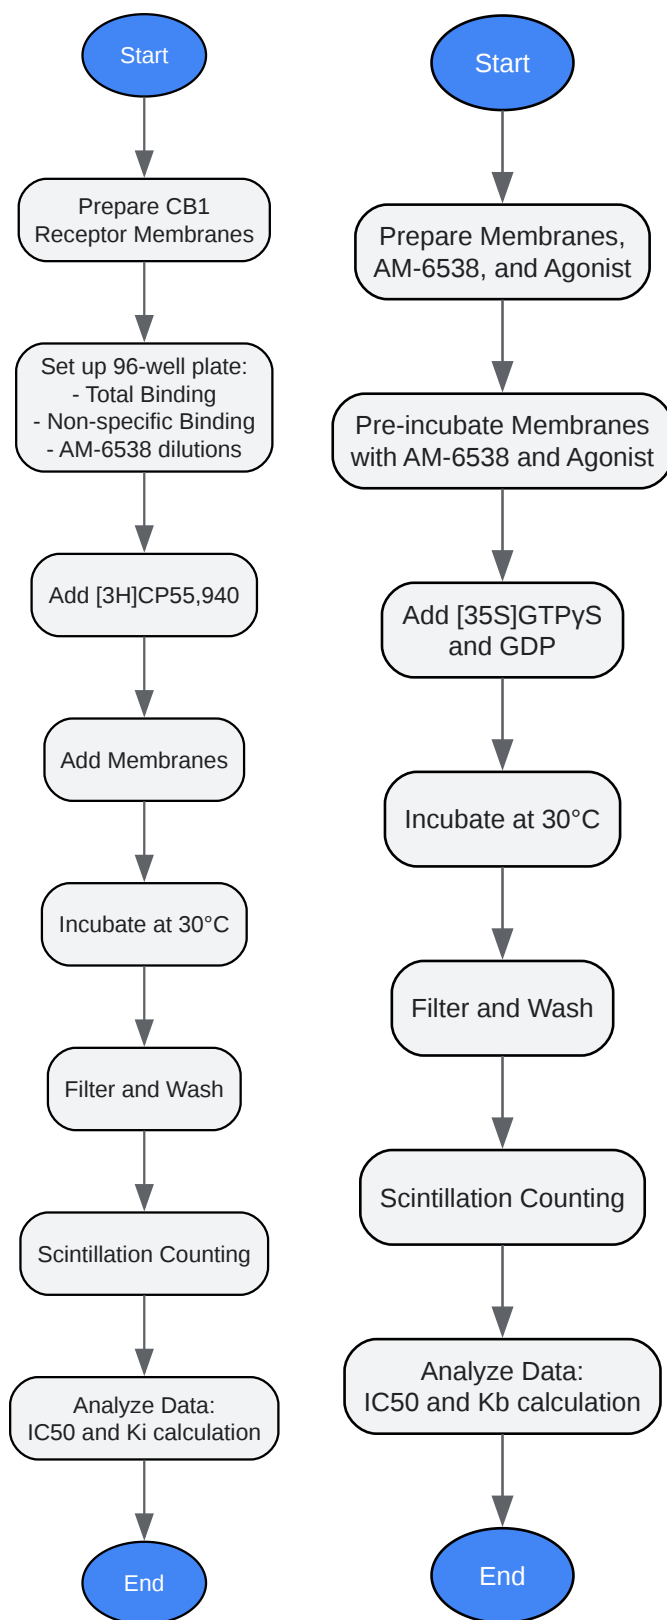 Start
Prepare CB1
Receptor Membranes
Set up 96-well plate:
- Total Binding
- Non-specific Binding
- AM-6538 dilutions
Add [3H]CP55,940
Add Membranes
Incubate at 30°C
Filter and Wash
Scintillation Counting
Analyze Data:
IC50 and Ki calculation
End
Start
Prepare Membranes,
AM-6538, and Agonist
Pre-incubate Membranes
with AM-6538 and Agonist
Add [35S]GTPγS
and GDP
Incubate at 30°C
Filter and Wash
Scintillation Counting
Analyze Data:
IC50 and Kb calculation
End